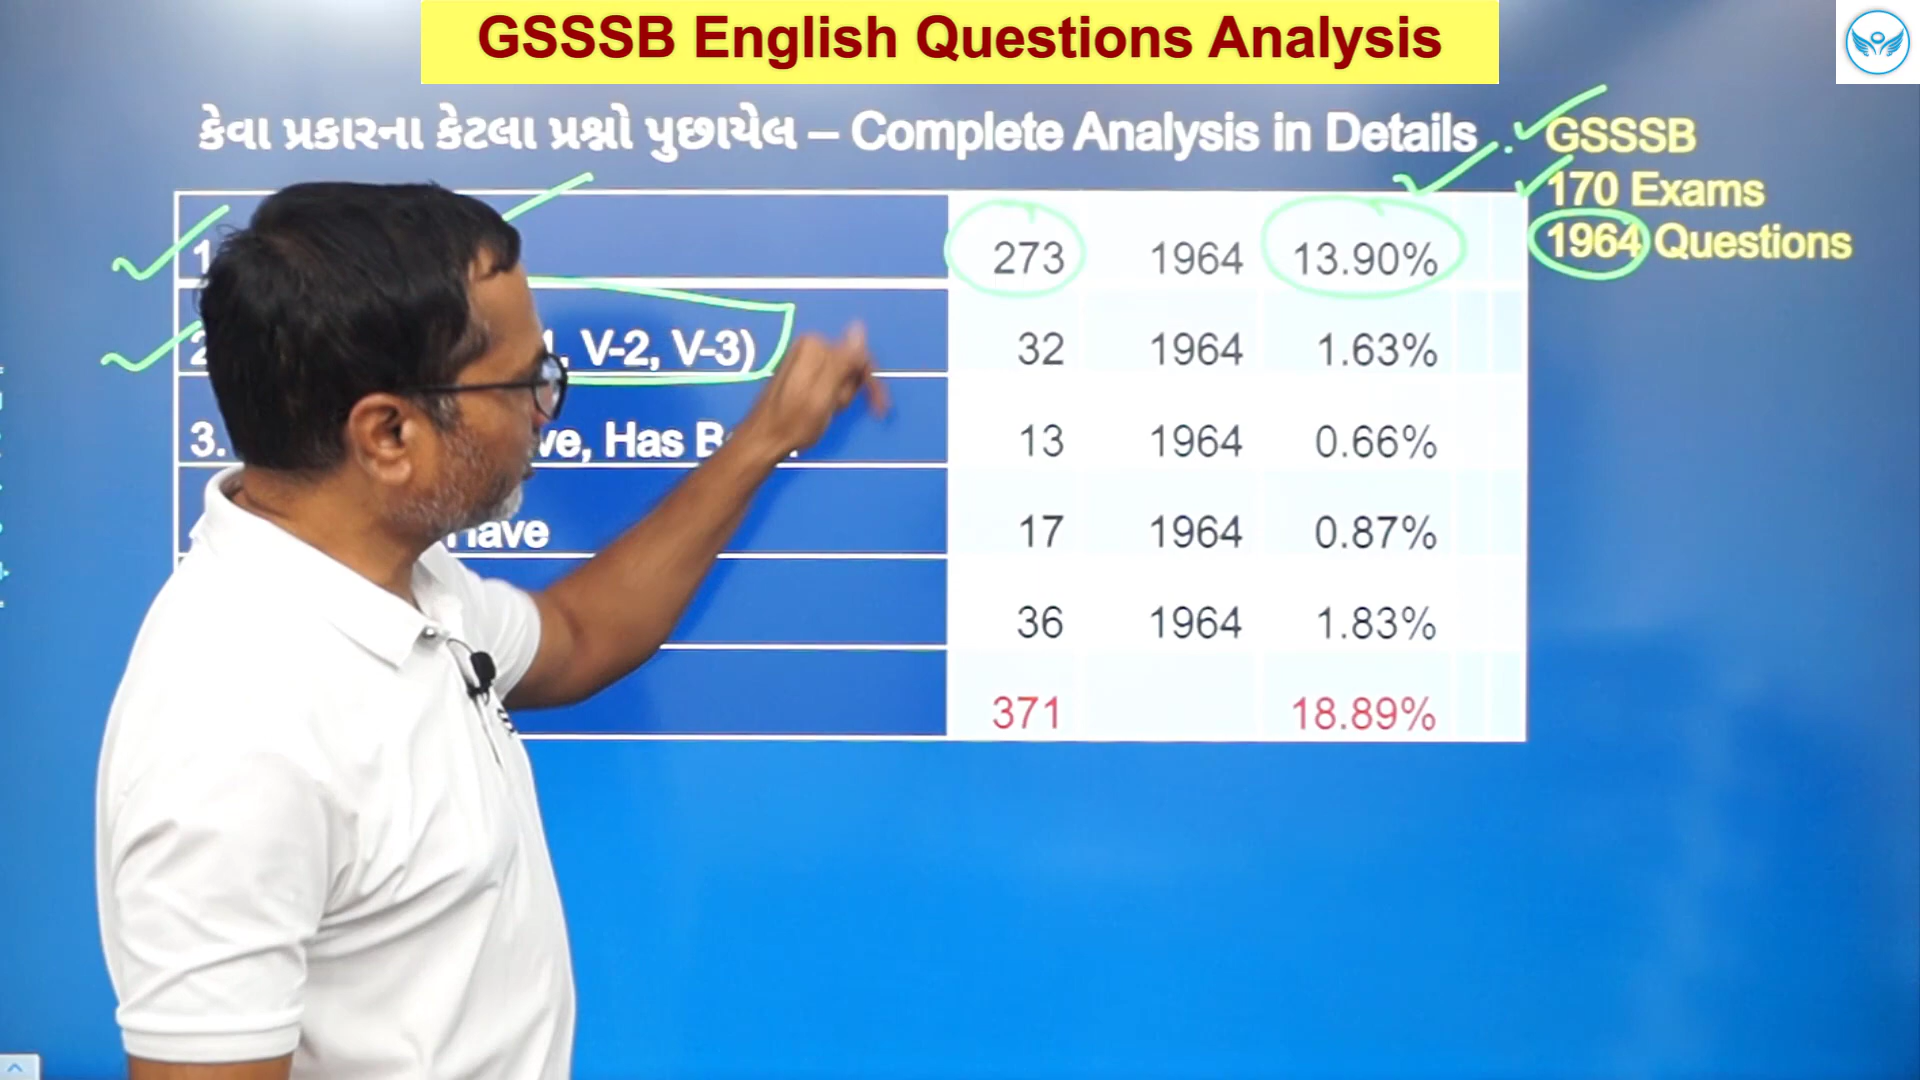 GSSSB English Questions Analysis
કેવા પ્રકારના કેટલા પ્રશ્નો પુછાયેલ – Complete Analysis in Details
GSSSB
170 Exams
1964 Questions
1 273 1964 13.90%
2 V-2, V-3) 32 1964 1.63%
3. Has 13 1964 0.66%
Have 17 1964 0.87%
36 1964 1.83%
371 18.89%